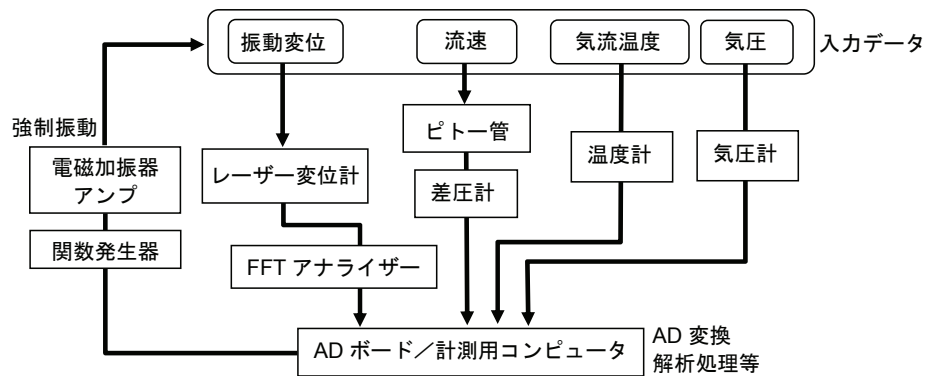 振動変位
流速
気流温度
気圧
入力データ
強制振動
ピトー管
温度計
気圧計
電磁加振器
アンプ
レーザー変位計
差圧計
関数発生器
FFT アナライザー
AD ボード／計測用コンピュータ
AD 変換
解析処理等